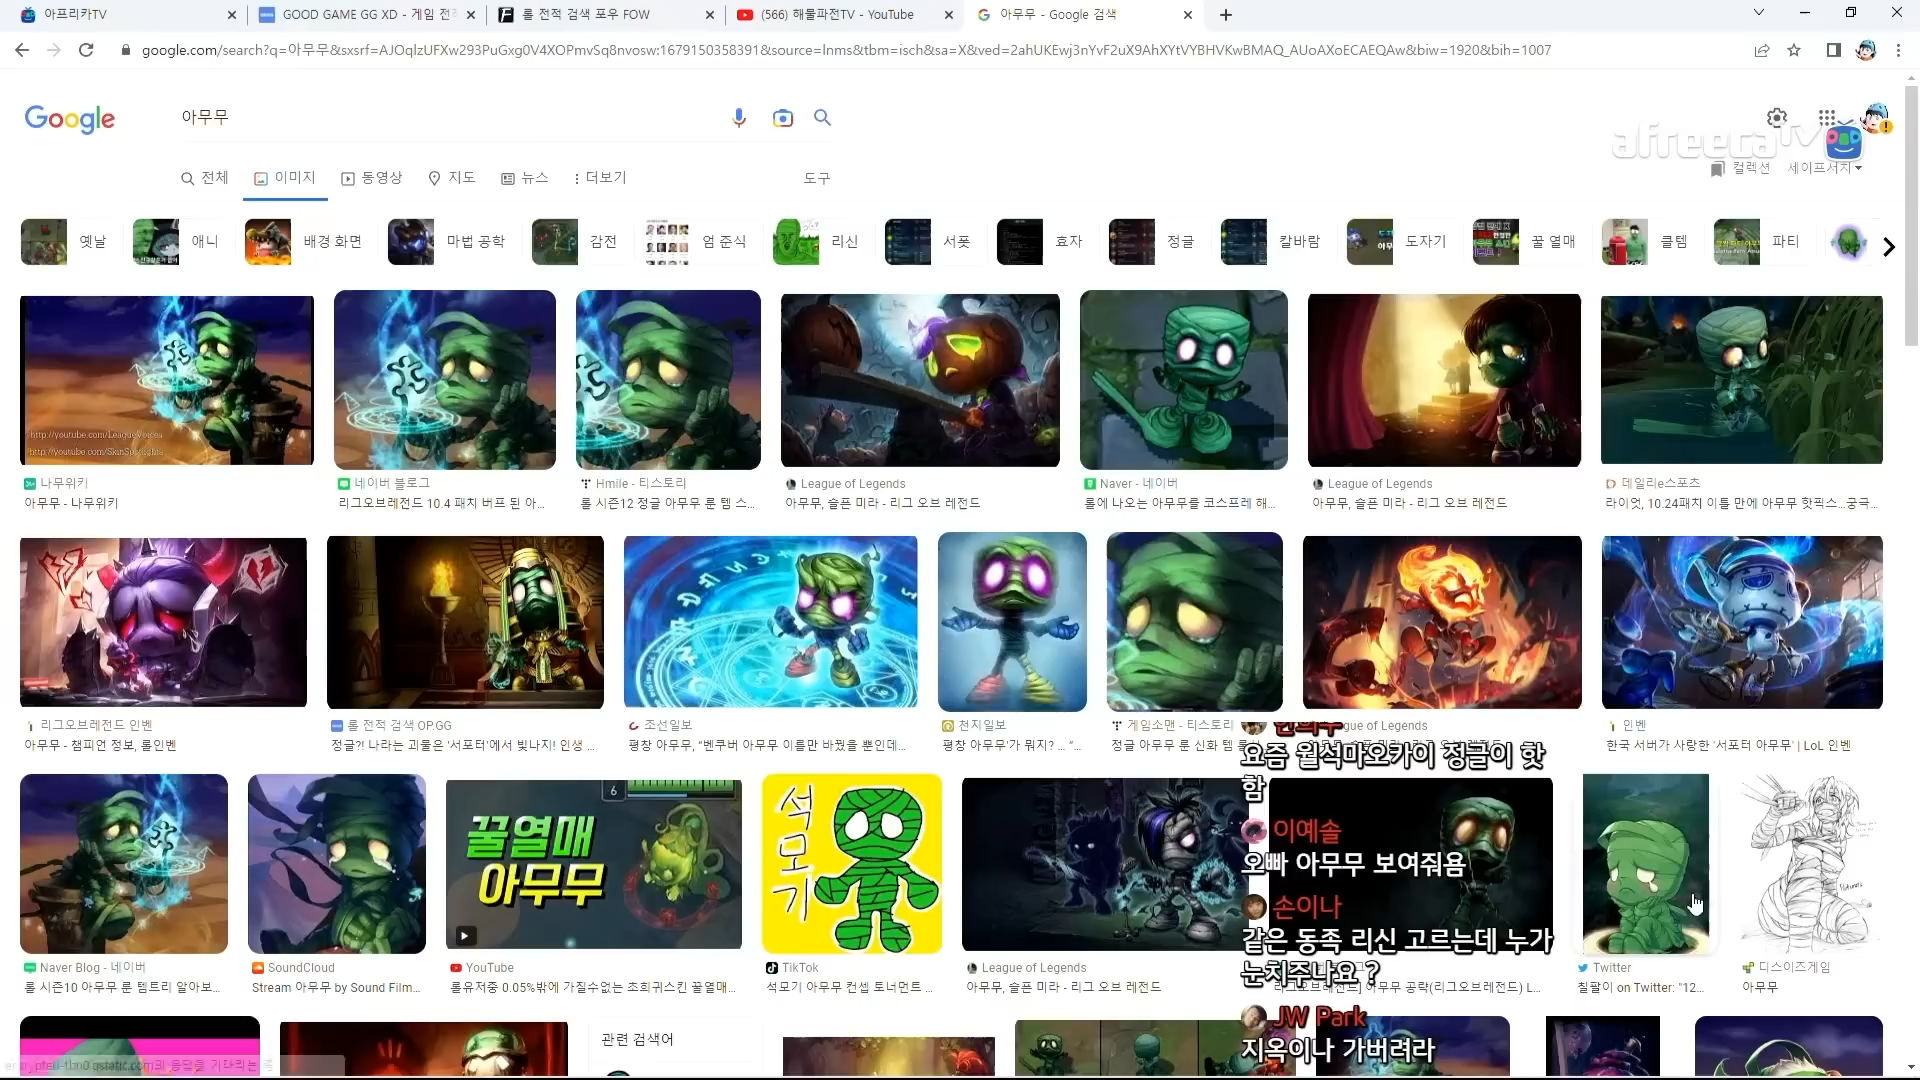 아프리카TV
GOOD GAME GG XD - 게임 전적
롤 전적 검색 포우 FOW
(566) 해물파전TV - YouTube
아무무 - Google 검색
google.com/search?q=아무무&sxsrf=AJOqlzUFXw293PuGxg0V4XOPmvSq8nvosw:1679150358391&source=lnms&tbm=isch&sa=X&ved=2ahUKEwj3nYvF2uX9AhXYtVYBHVKwBMAQ_AUoAXoECAEQAw&biw=1920&bih=1007
Google
아무무
afreecaTV
전체
이미지
동영상
지도
뉴스
더보기
도구
컬렉션
세이프서치
옛날
애니
배경 화면
마법 공학
감전
엄 준식
리신
서폿
효자
정글
칼바람
도자기
꿀 열매
클템
파티
http://youtube.com/LeagueVoices
나무위키
아무무 - 나무위키
네이버 블로그
리그오브레전드 10.4 패치 버프 된 아...
Hmile - 티스토리
롤 시즌12 정글 아무무 룬 템 스...
League of Legends
아무무, 슬픈 미라 - 리그 오브 레전드
Naver - 네이버
롤에 나오는 아무무를 코스프레 해...
League of Legends
아무무, 슬픈 미라 - 리그 오브 레전드
데일리e스포츠
라이엇, 10.24패치 이틀 만에 아무무 핫픽스...궁극...
리그오브레전드 인벤
아무무 - 챔피언 정보, 롤인벤
롤 전적 검색 OP.GG
정글?! 나라는 괴물은 '서포터'에서 빛나지! 인생 ...
조선일보
평창 아무무, "벤쿠버 아무무 이틀만 바꿨을 뿐인데...
천지일보
평창 아무무'가 뭐지? ... "...
게임소맨 - 티스토리
정글 아무무 룬 신화 템
League of Legends
인벤
한국 서버가 사랑한 '서포터 아무무' | LoL 인벤
요즘 월식마오카이 정글이 핫
함
이예솔
오빠 아무무 보여줘욤
손이나
같은 동족 리신 고르는데 누가
눈치주나요 ?
JW Park
지옥이나 가버려라
6
꿀열매
아무무
석
모
기
Naver Blog - 네이버
롤 시즌10 아무무 룬 템트리 알아보...
SoundCloud
Stream 아무무 by Sound Film...
YouTube
롤유저중 0.05%밖에 가질수없는 초희귀스킨 꿀열매...
TikTok
석모기 아무무 컨셉 토너먼트 ...
League of Legends
아무무, 슬픈 미라 - 리그 오브 레전드
아무무 공략(리그오브레전드) L...
Twitter
칠팔이 on Twitter: "12...
디스이즈게임
아무무
관련 검색어